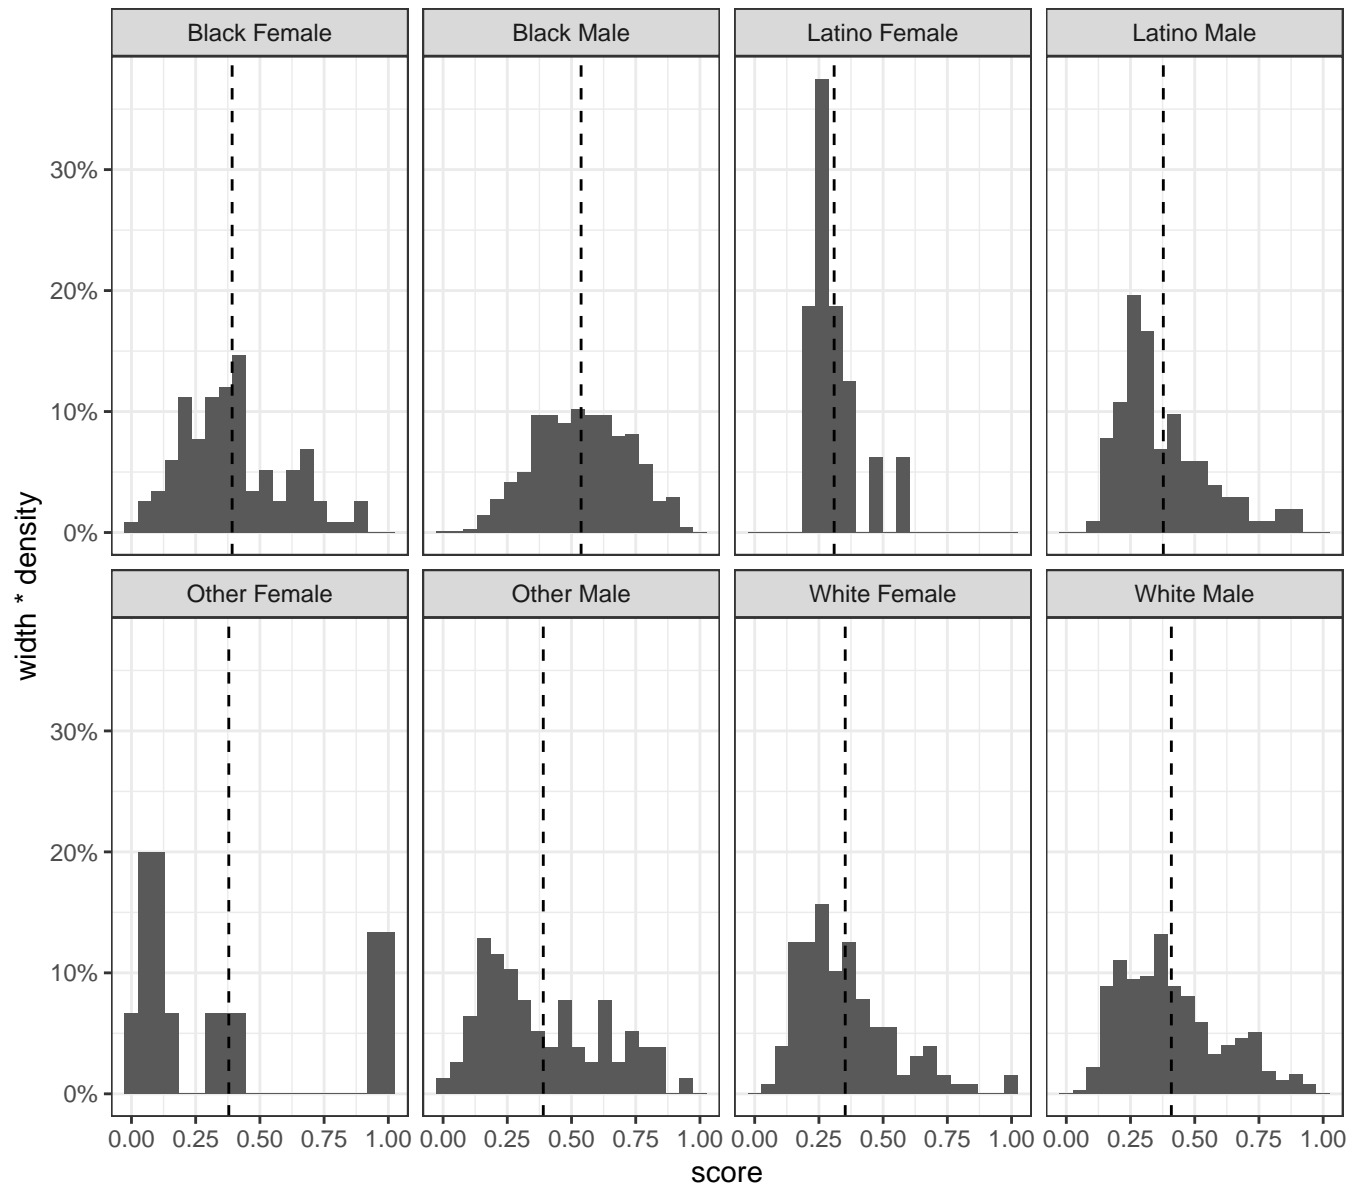 Black Female
Black Male
Latino Female
Latino Male
30%
20%
10%
0%
width * density
Other Female
Other Male
White Female
White Male
30%
20%
10%
0%
0.00 0.25 0.50 0.75 1.00 0.00 0.25 0.50 0.75 1.00 0.00 0.25 0.50 0.75 1.00 0.00 0.25 0.50 0.75 1.00
score